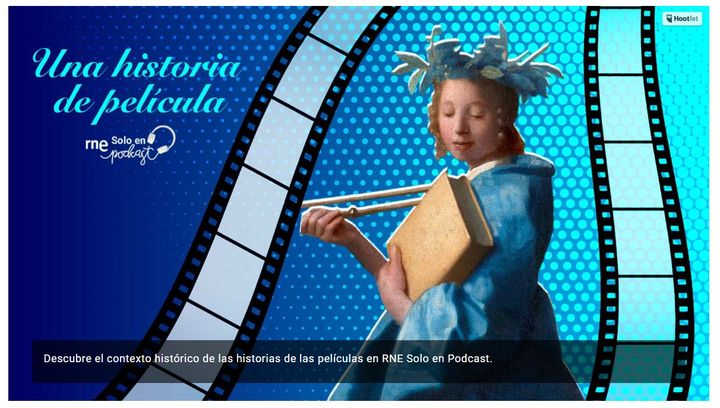 Hootlet
Una historia
de película
rne Solo en
podcast
Descubre el contexto histórico de las historias de las películas en RNE Solo en Podcast.